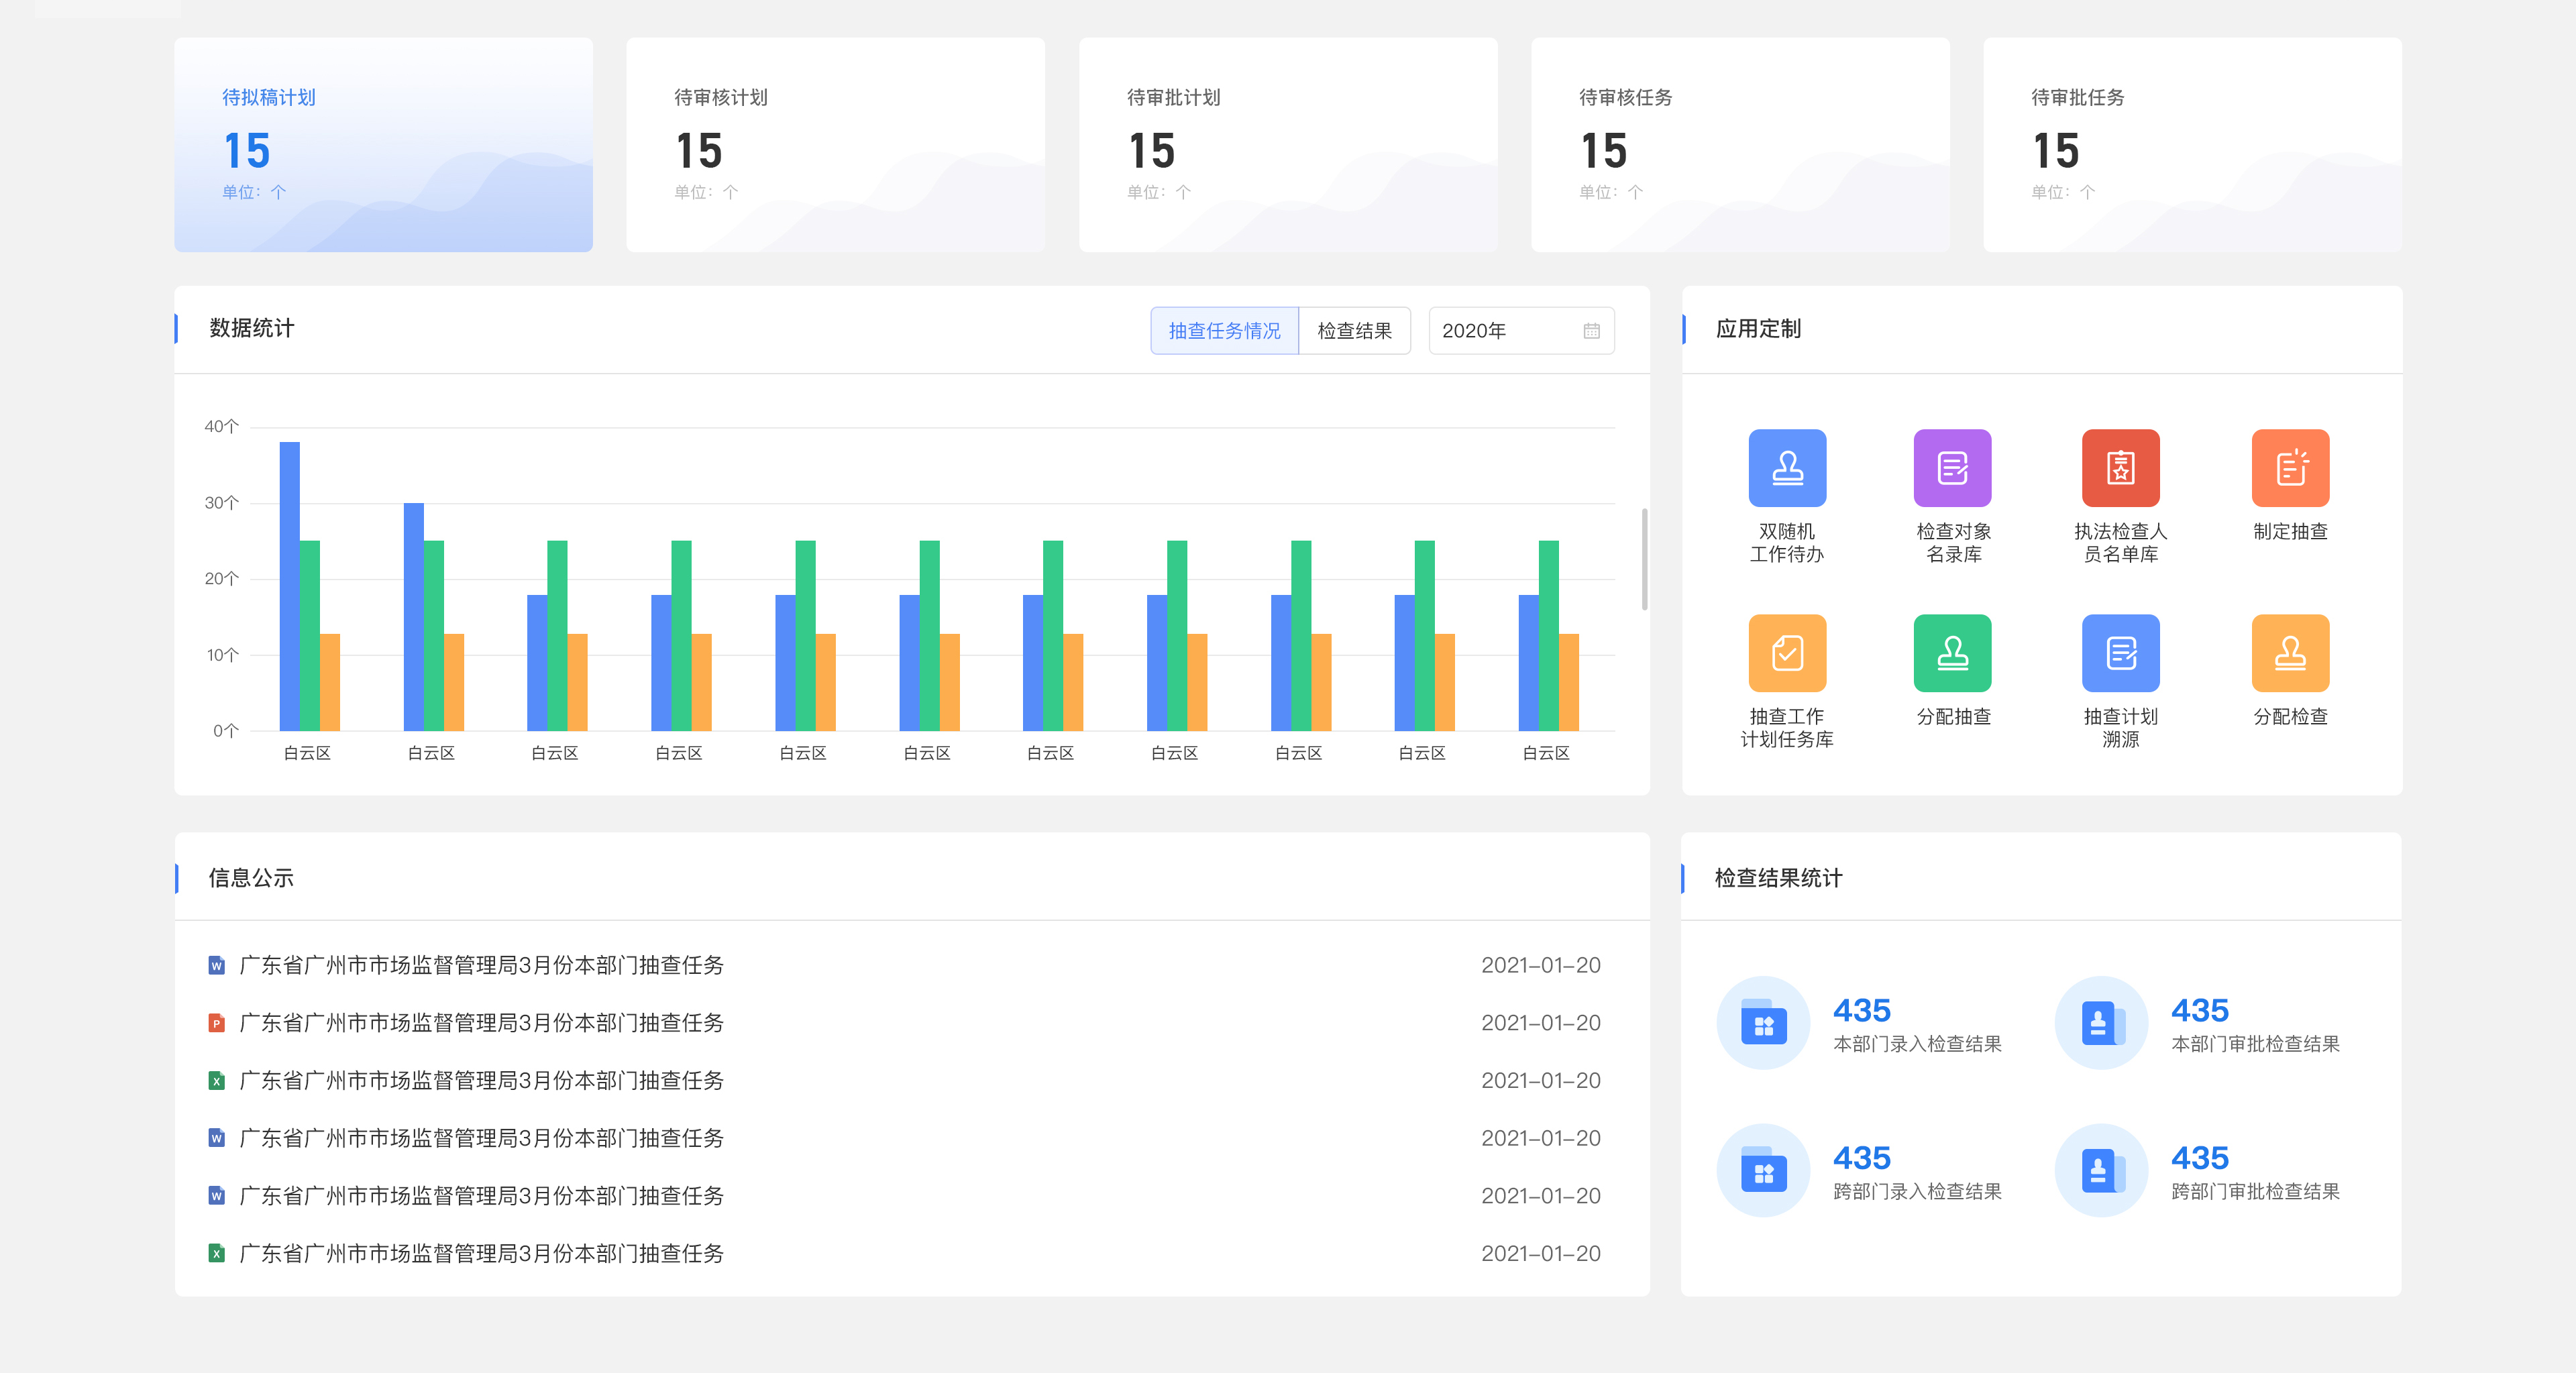 待拟稿计划
15
单位：个
待审核计划
15
单位：个
待审批计划
15
单位：个
待审核任务
15
单位：个
待审批任务
15
单位：个
数据统计
抽查任务情况
检查结果
2020年
40个
30个
20个
10个
0个
白云区
白云区
白云区
白云区
白云区
白云区
白云区
白云区
白云区
白云区
白云区
应用定制
双随机
工作待办
检查对象
名录库
执法检查人
员名单库
制定抽查
抽查工作
计划任务库
分配抽查
抽查计划
溯源
分配检查
信息公示
W 广东省广州市市场监督管理局3月份本部门抽查任务 2021-01-20
P 广东省广州市市场监督管理局3月份本部门抽查任务 2021-01-20
X 广东省广州市市场监督管理局3月份本部门抽查任务 2021-01-20
W 广东省广州市市场监督管理局3月份本部门抽查任务 2021-01-20
W 广东省广州市市场监督管理局3月份本部门抽查任务 2021-01-20
X 广东省广州市市场监督管理局3月份本部门抽查任务 2021-01-20
检查结果统计
435
本部门录入检查结果
435
本部门审批检查结果
435
跨部门录入检查结果
435
跨部门审批检查结果